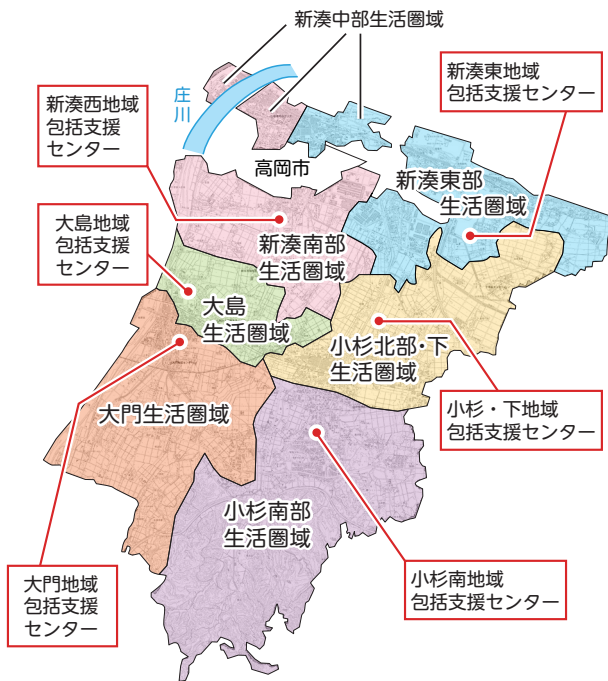 新湊中部生活圏域
新湊西地域
包括支援
センター
庄川
新湊東地域
包括支援センター
高岡市
新湊東部
生活圏域
大島地域
包括支援
センター
新湊南部
生活圏域
大島
生活圏域
小杉北部・下
生活圏域
大門生活圏域
小杉・下地域
包括支援センター
小杉南部
生活圏域
大門地域
包括支援
センター
小杉南地域
包括支援センター